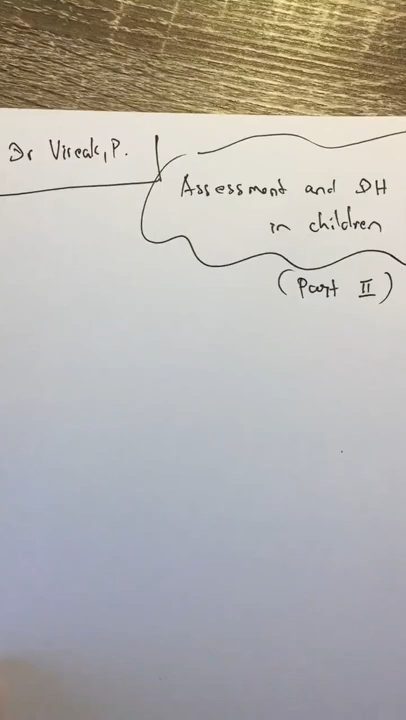 Dr Vireak, P.
Assessment and DH
in children
(Part II)